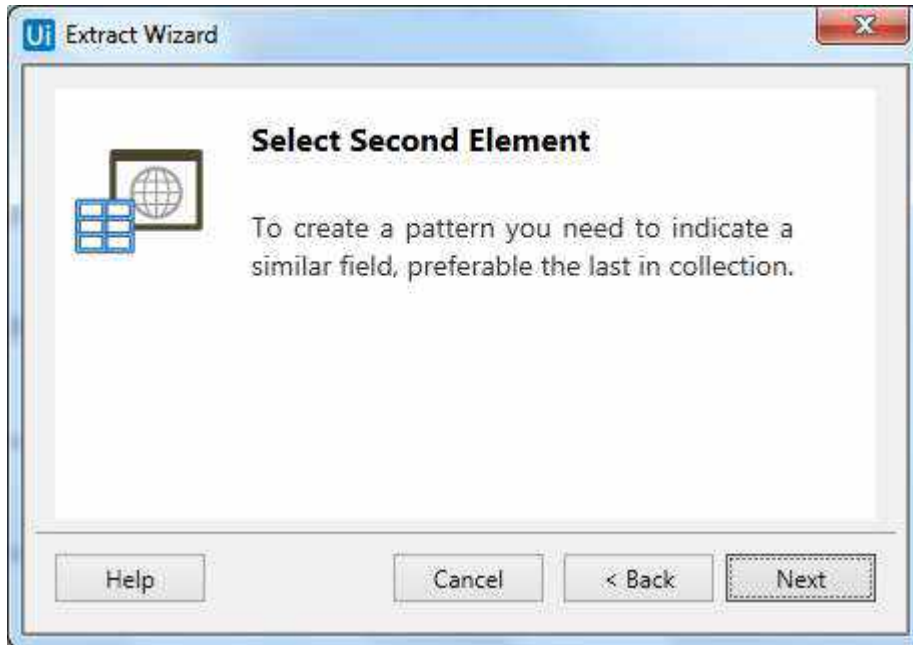 Ui Extract Wizard
X
Select Second Element
To create a pattern you need to indicate a
similar field, preferable the last in collection.
Help Cancel < Back Next